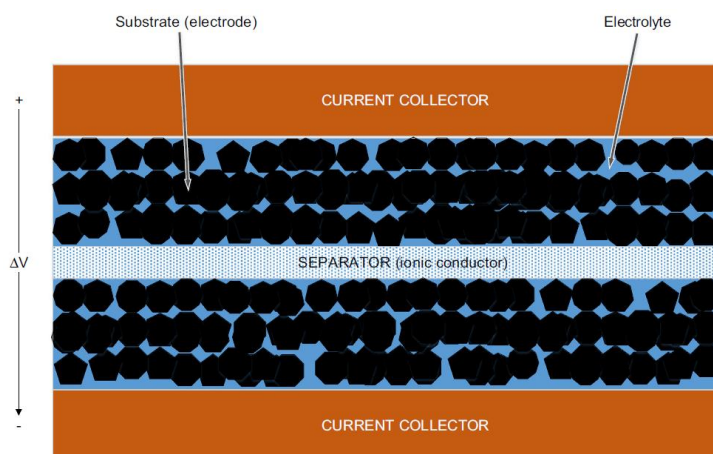 Substrate (electrode)
Electrolyte
+
CURRENT COLLECTOR
ΔV
SEPARATOR (ionic conductor)
-
CURRENT COLLECTOR